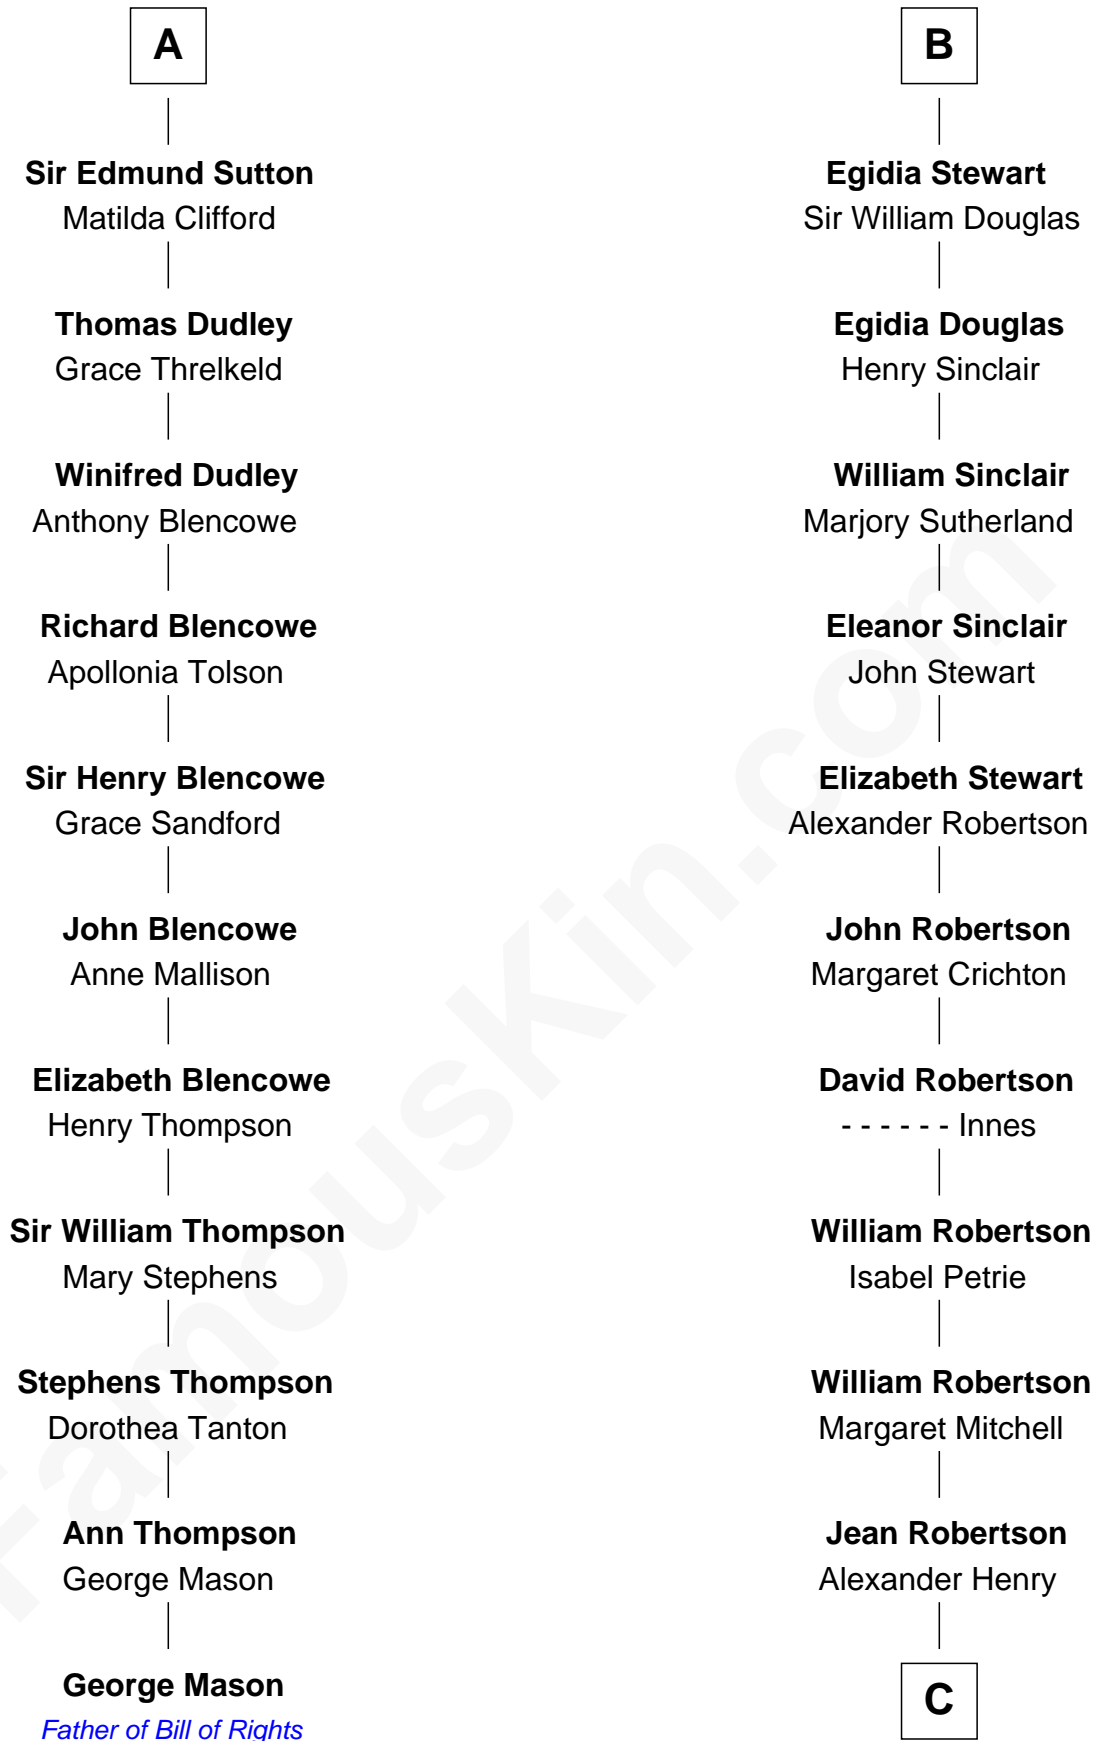 A
Sir Edmund Sutton
Matilda Clifford
Thomas Dudley
Grace Threlkeld
Winifred Dudley
Anthony Blencowe
Richard Blencowe
Apollonia Tolson
Sir Henry Blencowe
Grace Sandford
John Blencowe
Anne Mallison
Elizabeth Blencowe
Henry Thompson
Sir William Thompson
Mary Stephens
Stephens Thompson
Dorothea Tanton
Ann Thompson
George Mason
George Mason
Father of Bill of Rights
B
Egidia Stewart
Sir William Douglas
Egidia Douglas
Henry Sinclair
William Sinclair
Marjory Sutherland
Eleanor Sinclair
John Stewart
Elizabeth Stewart
Alexander Robertson
John Robertson
Margaret Crichton
David Robertson
- - - - - - Innes
William Robertson
Isabel Petrie
William Robertson
Margaret Mitchell
Jean Robertson
Alexander Henry
C
FamousKin.com